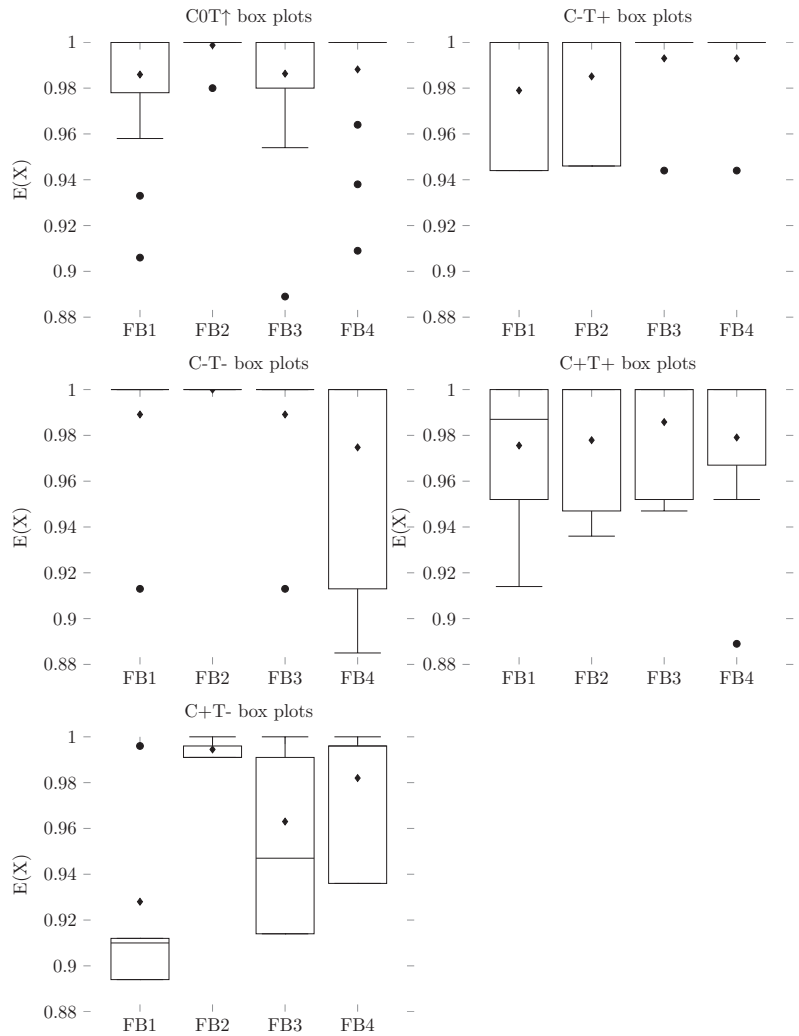 C0T↑ box plots
1
0.98
0.96
0.94
0.92
0.9
0.88
E(X)
FB1 FB2 FB3 FB4
C-T+ box plots
1
0.98
0.96
0.94
0.92
0.9
0.88
FB1 FB2 FB3 FB4
C-T- box plots
1
0.98
0.96
0.94
0.92
0.9
0.88
E(X)
FB1 FB2 FB3 FB4
C+T+ box plots
1
0.98
0.96
0.94
0.92
0.9
0.88
E(X)
FB1 FB2 FB3 FB4
C+T- box plots
1
0.98
0.96
0.94
0.92
0.9
0.88
E(X)
FB1 FB2 FB3 FB4